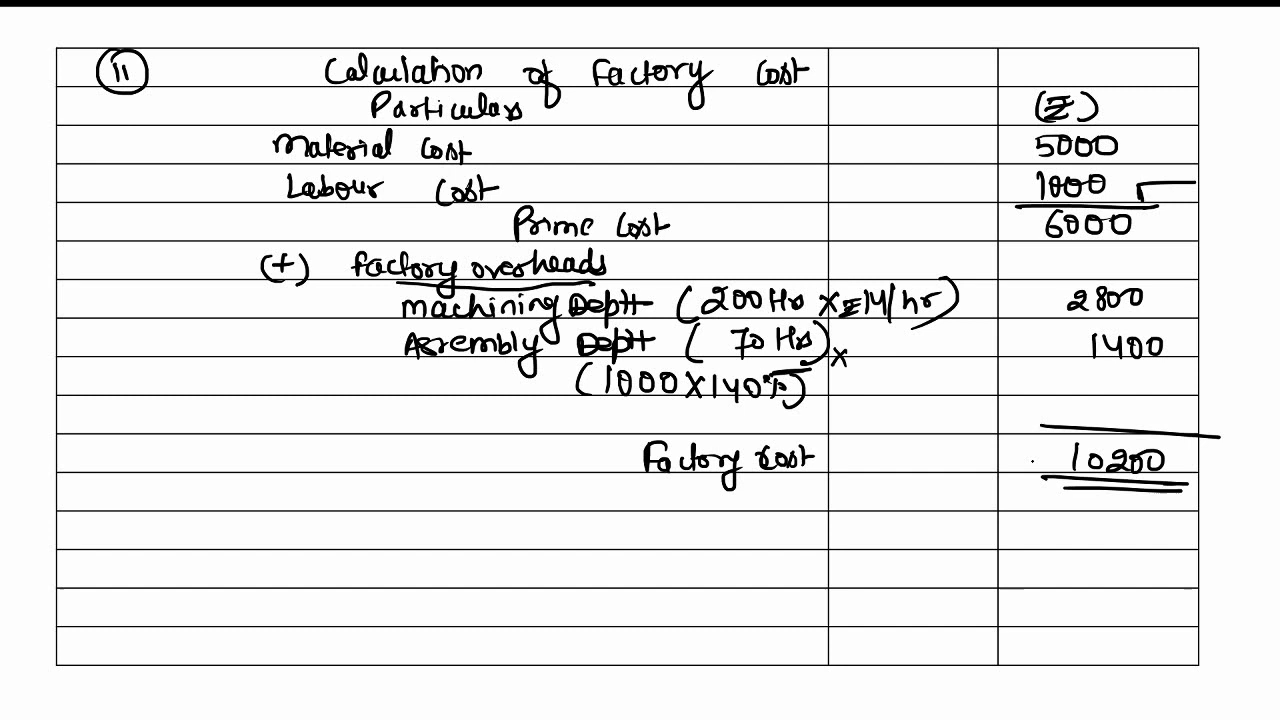 (ii) Calculation of Factory Cost
Particulars (₹)
Material Cost 5000
Labour Cost 1000
Prime Cost 6000
(+) factory overheads
machining Deptt (200 Hrs × ₹14/hr) 2800
Assembly Deptt (70 Hrs) × 1400
(1000 × 140%)
Factory Cost 10200